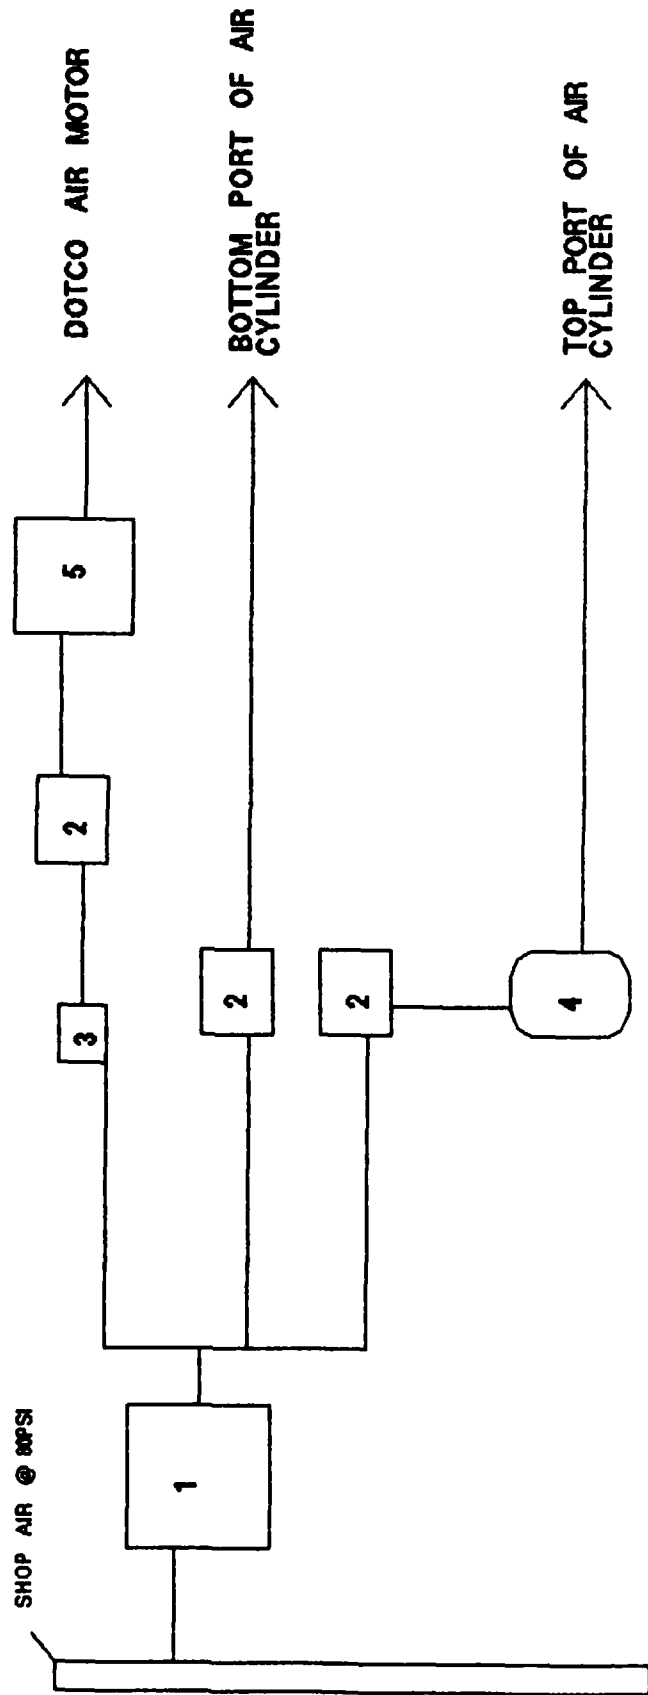 SHOP AIR @ 80PSI
1
3
2
5
DOTCO AIR MOTOR
2
BOTTOM PORT OF AIR
CYLINDER
2
4
TOP PORT OF AIR
CYLINDER